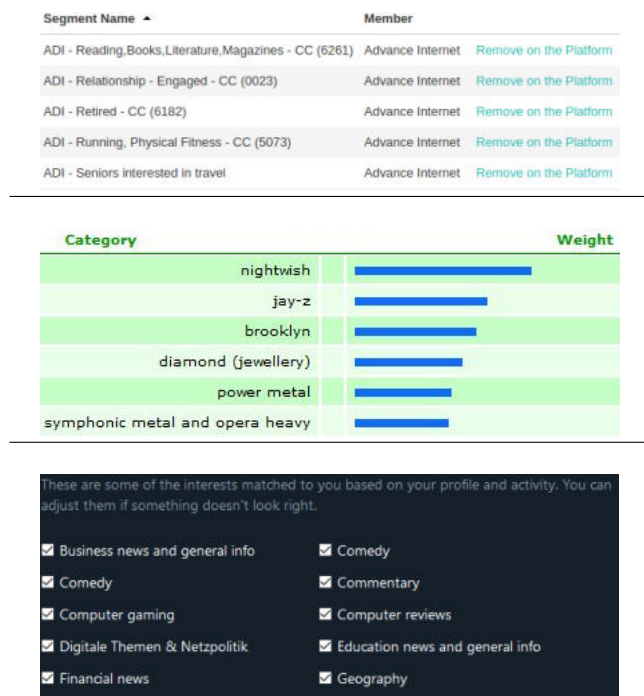 Segment Name ▲ Member
ADI - Reading,Books,Literature,Magazines - CC (6261) Advance Internet Remove on the Platform
ADI - Relationship - Engaged - CC (0023) Advance Internet Remove on the Platform
ADI - Retired - CC (6182) Advance Internet Remove on the Platform
ADI - Running, Physical Fitness - CC (5073) Advance Internet Remove on the Platform
ADI - Seniors interested in travel Advance Internet Remove on the Platform
Category Weight
nightwish
jay-z
brooklyn
diamond (jewellery)
power metal
symphonic metal and opera heavy
These are some of the interests matched to you based on your profile and activity. You can
adjust them if something doesn't look right.
Business news and general info Comedy
Comedy Commentary
Computer gaming Computer reviews
Digitale Themen & Netzpolitik Education news and general info
Financial news Geography